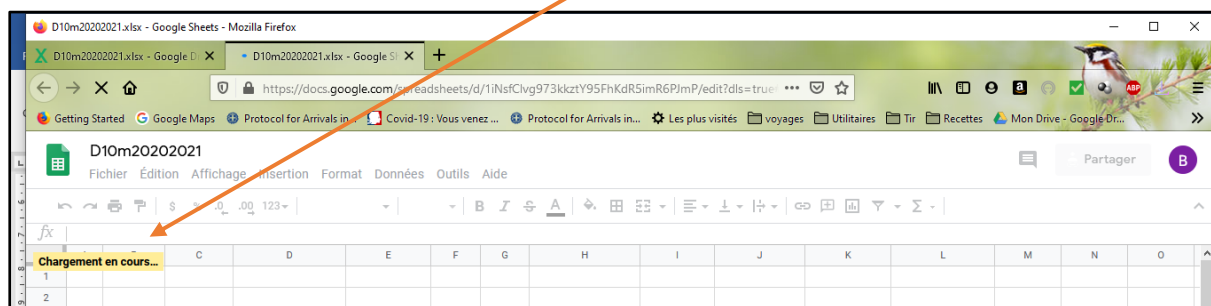 D10m20202021.xlsx - Google Sheets - Mozilla Firefox
D10m20202021.xlsx - Google D D10m20202021.xlsx - Google S
https://docs.google.com/spreadsheets/d/1iNsfClvg973kkztY95FhKdR5imR6PJmP/edit?dls=true
Getting Started Google Maps Protocol for Arrivals in... Covid-19 : Vous venez ... Protocol for Arrivals in... Les plus visités voyages Utilitaires Tir Recettes Mon Drive - Google Dr...
D10m20202021
Fichier Édition Affichage Insertion Format Données Outils Aide
Partager B
$ % .0 .00 123 B I S A Σ
fx
Chargement en cours...
C D E F G H I J K L M N O
1
2